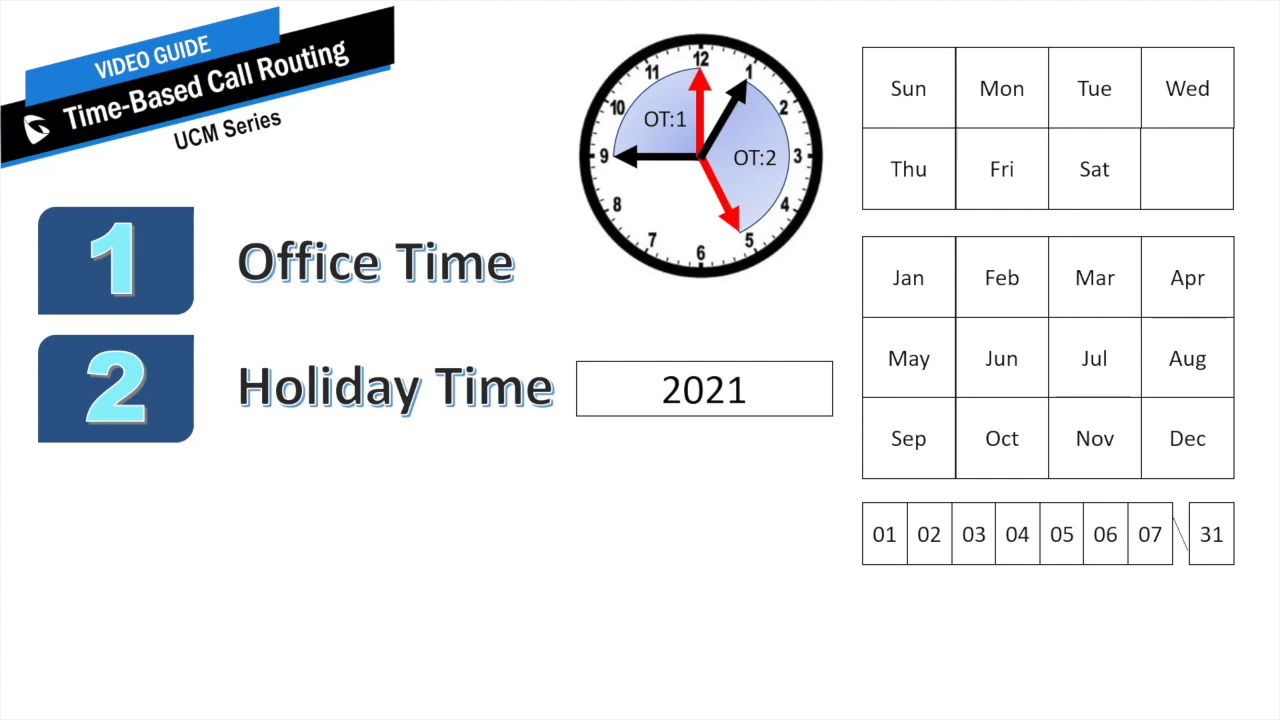 VIDEO GUIDE
Time-Based Call Routing
UCM Series
1 Office Time
2 Holiday Time
12
11 1
10 2
9 3
8 4
7 5
6
OT:1
OT:2
2021
Sun Mon Tue Wed
Thu Fri Sat
Jan Feb Mar Apr
May Jun Jul Aug
Sep Oct Nov Dec
01 02 03 04 05 06 07 31